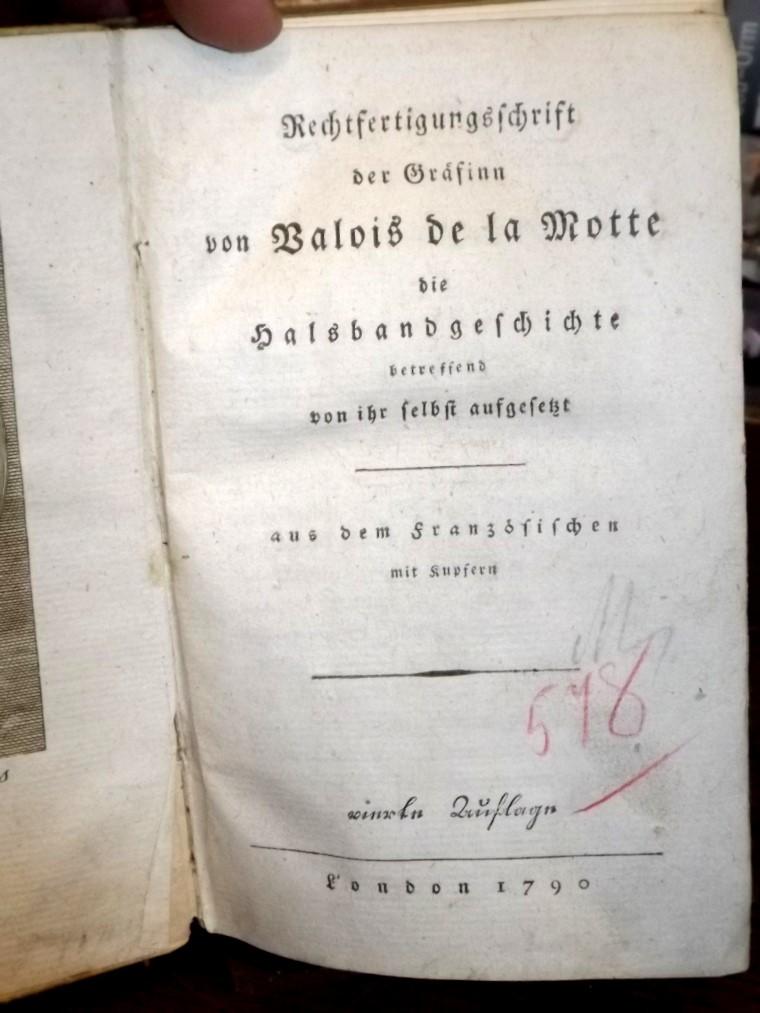 Rechtfertigungsſchrift
der Gräfinn
von Valois de la Motte
die
Halsbandgeſchichte
betreffend
von ihr ſelbſt aufgeſetzt
aus dem Franzöſiſchen
mit Kupfern
578
vierte Auflage
London 1790